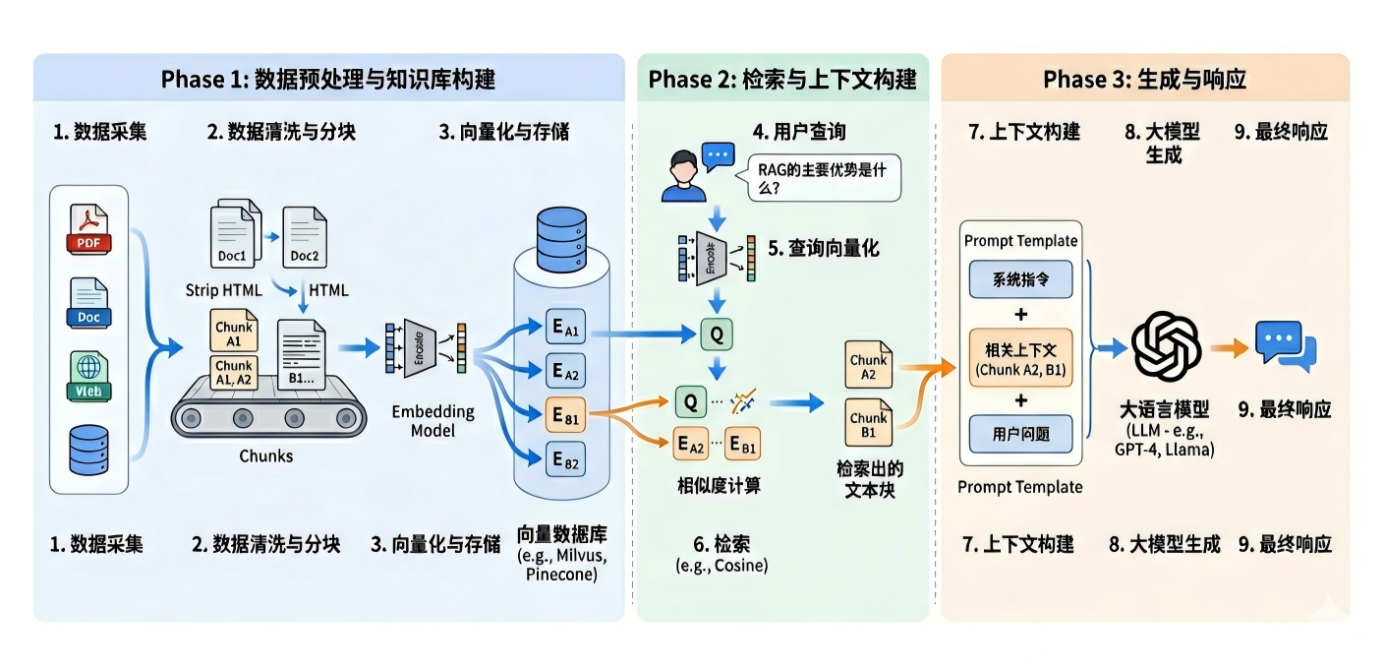 Phase 1: 数据预处理与知识库构建
1. 数据采集
2. 数据清洗与分块
3. 向量化与存储
PDF
Doc
Doc1
Doc2
Strip HTML
HTML
Chunk
A1
Chunk
A1, A2
B1...
Chunks
Embedding
Model
E A1
E A2
E B1
E B2
1. 数据采集
2. 数据清洗与分块
3. 向量化与存储
向量数据库
(e.g., Milvus,
Pinecone)
Phase 2: 检索与上下文构建
4. 用户查询
RAG的主要优势是什
么?
5. 查询向量化
Q
Q ...
E A2 ... E B1
相似度计算
Chunk
A2
Chunk
B1
检索出的
文本块
6. 检索
(e.g., Cosine)
Phase 3: 生成与响应
7. 上下文构建
8. 大模型
生成
9. 最终响应
Prompt Template
系统指令
+
相关上下文
(Chunk A2, B1)
+
用户问题
Prompt Template
大语言模型
(LLM - e.g.,
GPT-4, Llama)
9. 最终响应
7. 上下文构建
8. 大模型生成
9. 最终响应